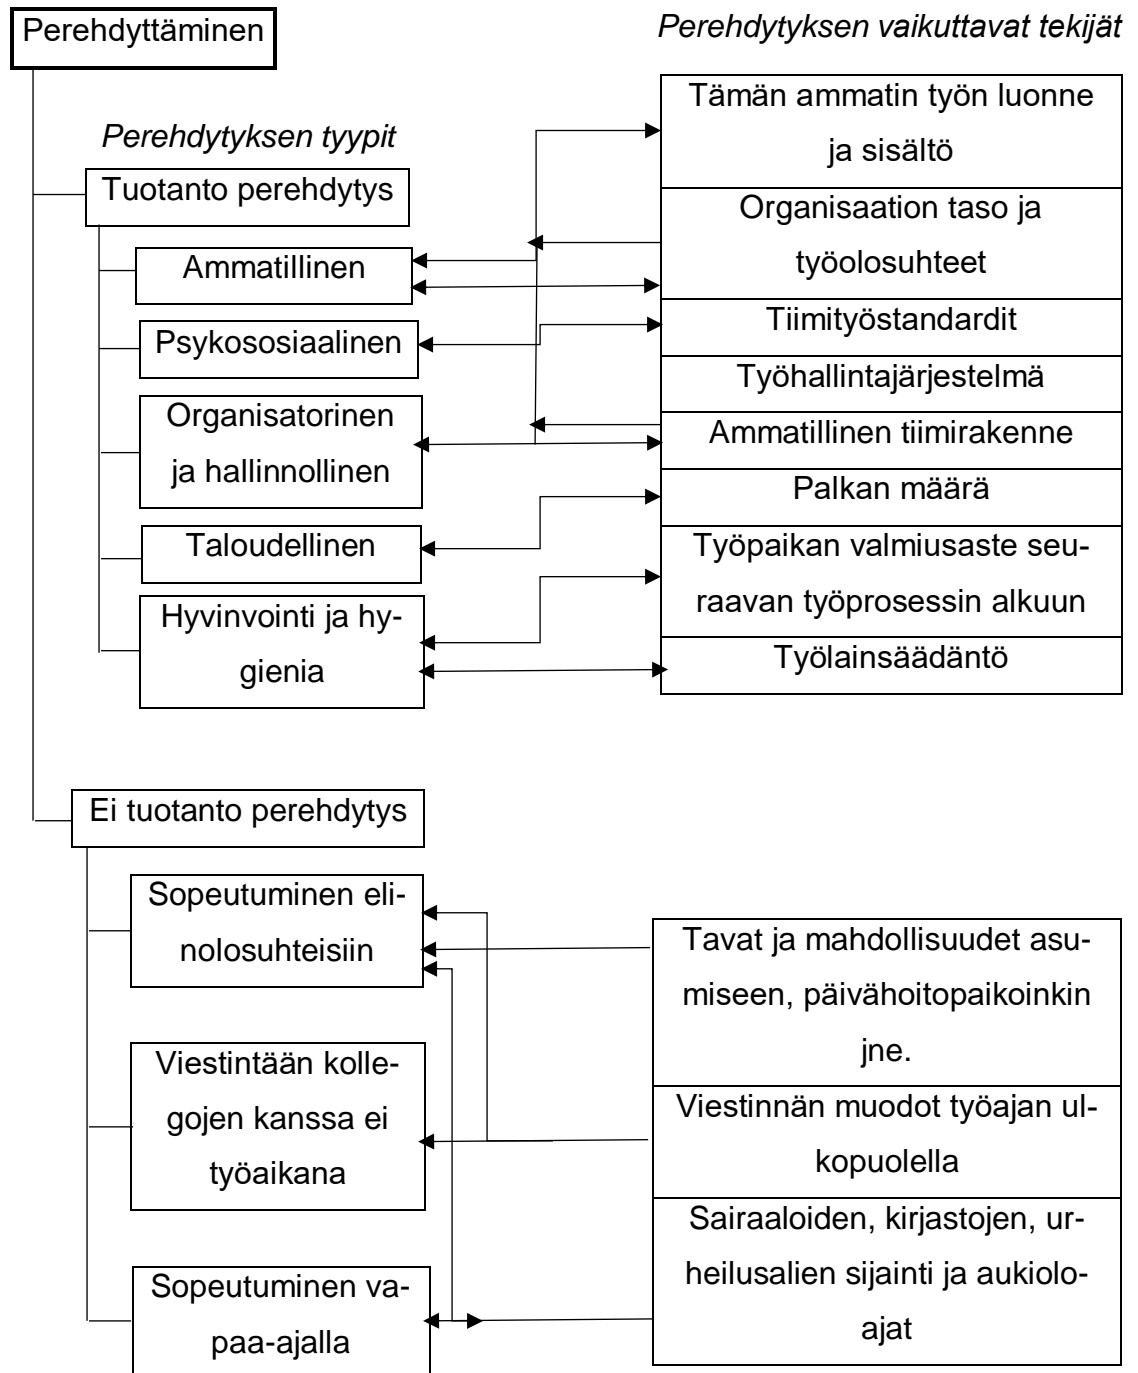 Perehdyttäminen
Perehdytyksen vaikuttavat tekijät
Perehdytyksen tyypit
Tuotanto perehdytys
Ammatillinen
Psykososiaalinen
Organisatorinen
ja hallinnollinen
Taloudellinen
Hyvinvointi ja hy-
gienia
Tämän ammatin työn luonne
ja sisältö
Organisaation taso ja
työolosuhteet
Tiimityöstandardit
Työhallintajärjestelmä
Ammatillinen tiimirakenne
Palkan määrä
Työpaikan valmiusaste seu-
raavan työprosessin alkuun
Työlainsäädäntö
Ei tuotanto perehdytys
Sopeutuminen eli-
nolosuhteisiin
Viestintään kolle-
gojen kanssa ei
työaikana
Sopeutuminen va-
paa-ajalla
Tavat ja mahdollisuudet asu-
miseen, päivähoitopaikoinkin
jne.
Viestinnän muodot työajan ul-
kopuolella
Sairaaloiden, kirjastojen, ur-
heilusalien sijainti ja aukiolo-
ajat